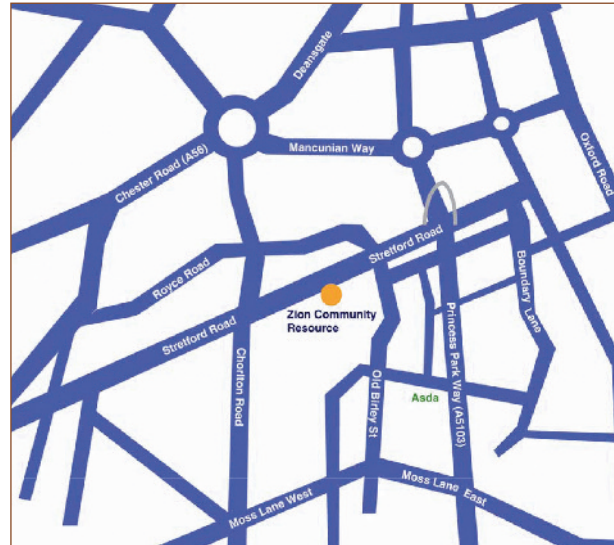 Deansgate
Mancunian Way
Chester Road (A56)
Oxford Road
Stretford Road
Royce Road
Boundary Lane
Zion Community
Resource
Stretford Road
Princess Park Way (A5103)
Chorlton Road
Old Birley St
Asda
Moss Lane West
Moss Lane East